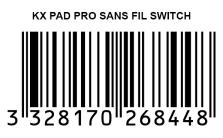 KX PAD PRO SANS FIL SWITCH
3 328170 268448